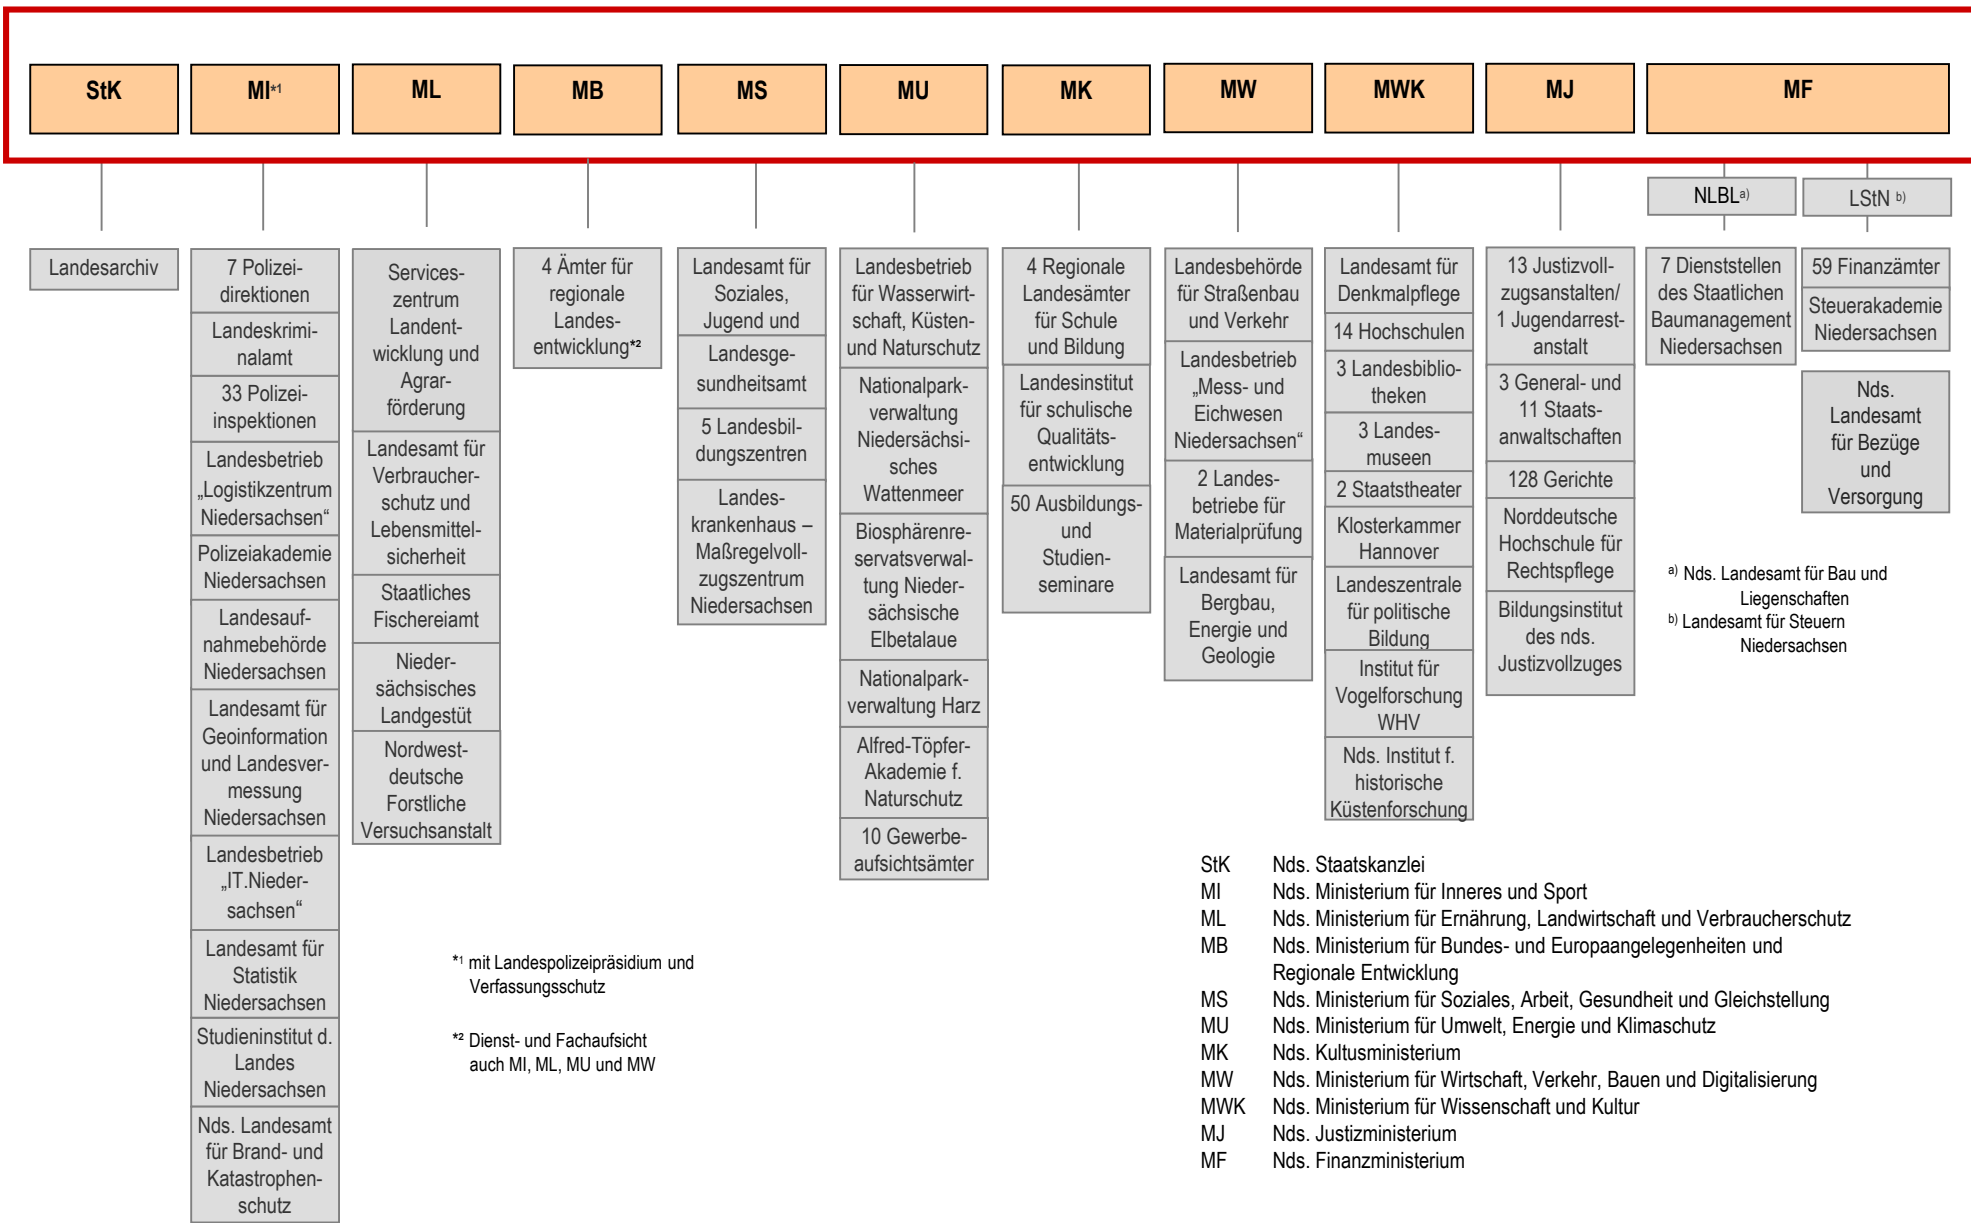 StK
MI*1
ML
MB
MS
MU
MK
MW
MWK
MJ
MF
NLBL a)
LStN b)
Landesarchiv
7 Polizei-
direktionen
Landeskrimi-
nalamt
33 Polizei-
inspektionen
Landesbetrieb
„Logistikzentrum
Niedersachsen“
Polizeiakademie
Niedersachsen
Landesauf-
nahmebehörde
Niedersachsen
Landesamt für
Geoinformation
und Landesver-
messung
Niedersachsen
Landesbetrieb
„IT.Nieder-
sachsen“
Landesamt für
Statistik
Niedersachsen
Studieninstitut d.
Landes
Niedersachsen
Nds. Landesamt
für Brand- und
Katastrophen-
schutz
Services-
zentrum
Landent-
wicklung und
Agrar-
förderung
Landesamt für
Verbraucher-
schutz und
Lebensmittel-
sicherheit
Staatliches
Fischereiamt
Nieder-
sächsisches
Landgestüt
Nordwest-
deutsche
Forstliche
Versuchsanstalt
4 Ämter für
regionale
Landes-
entwicklung*²
Landesamt für
Soziales,
Jugend und
Landesge-
sundheitsamt
5 Landesbil-
dungszentren
Landes-
krankenhaus –
Maßregelvoll-
zugszentrum
Niedersachsen
Landesbetrieb
für Wasserwirt-
schaft, Küsten-
und Naturschutz
Nationalpark-
verwaltung
Niedersächsi-
sches
Wattenmeer
Biosphärenre-
servatsverwal-
tung Nieder-
sächsische
Elbetalaue
Nationalpark-
verwaltung Harz
Alfred-Töpfer-
Akademie f.
Naturschutz
10 Gewerbe-
aufsichtsämter
4 Regionale
Landesämter
für Schule
und Bildung
Landesinstitut
für schulische
Qualitäts-
entwicklung
50 Ausbildungs-
und
Studien-
seminare
Landesbehörde
für Straßenbau
und Verkehr
Landesbetrieb
„Mess- und
Eichwesen
Niedersachsen“
2 Landes-
betriebe für
Materialprüfung
Landesamt für
Bergbau,
Energie und
Geologie
Landesamt für
Denkmalpflege
14 Hochschulen
3 Landesbiblio-
theken
3 Landes-
museen
2 Staatstheater
Klosterkammer
Hannover
Landeszentrale
für politische
Bildung
Institut für
Vogelforschung
WHV
Nds. Institut f.
historische
Küstenforschung
13 Justizvoll-
zugsanstalten/
1 Jugendarrest-
anstalt
3 General- und
11 Staats-
anwaltschaften
128 Gerichte
Norddeutsche
Hochschule für
Rechtspflege
Bildungsinstitut
des nds.
Justizvollzuges
7 Dienststellen
des Staatlichen
Baumanagement
Niedersachsen
59 Finanzämter
Steuerakademie
Niedersachsen
Nds.
Landesamt
für Bezüge
und
Versorgung
a) Nds. Landesamt für Bau und
Liegenschaften
b) Landesamt für Steuern
Niedersachsen
*1 mit Landespolizeipräsidium und
Verfassungsschutz
*² Dienst- und Fachaufsicht
auch MI, ML, MU und MW
StK Nds. Staatskanzlei
MI Nds. Ministerium für Inneres und Sport
ML Nds. Ministerium für Ernährung, Landwirtschaft und Verbraucherschutz
MB Nds. Ministerium für Bundes- und Europaangelegenheiten und
Regionale Entwicklung
MS Nds. Ministerium für Soziales, Arbeit, Gesundheit und Gleichstellung
MU Nds. Ministerium für Umwelt, Energie und Klimaschutz
MK Nds. Kultusministerium
MW Nds. Ministerium für Wirtschaft, Verkehr, Bauen und Digitalisierung
MWK Nds. Ministerium für Wissenschaft und Kultur
MJ Nds. Justizministerium
MF Nds. Finanzministerium